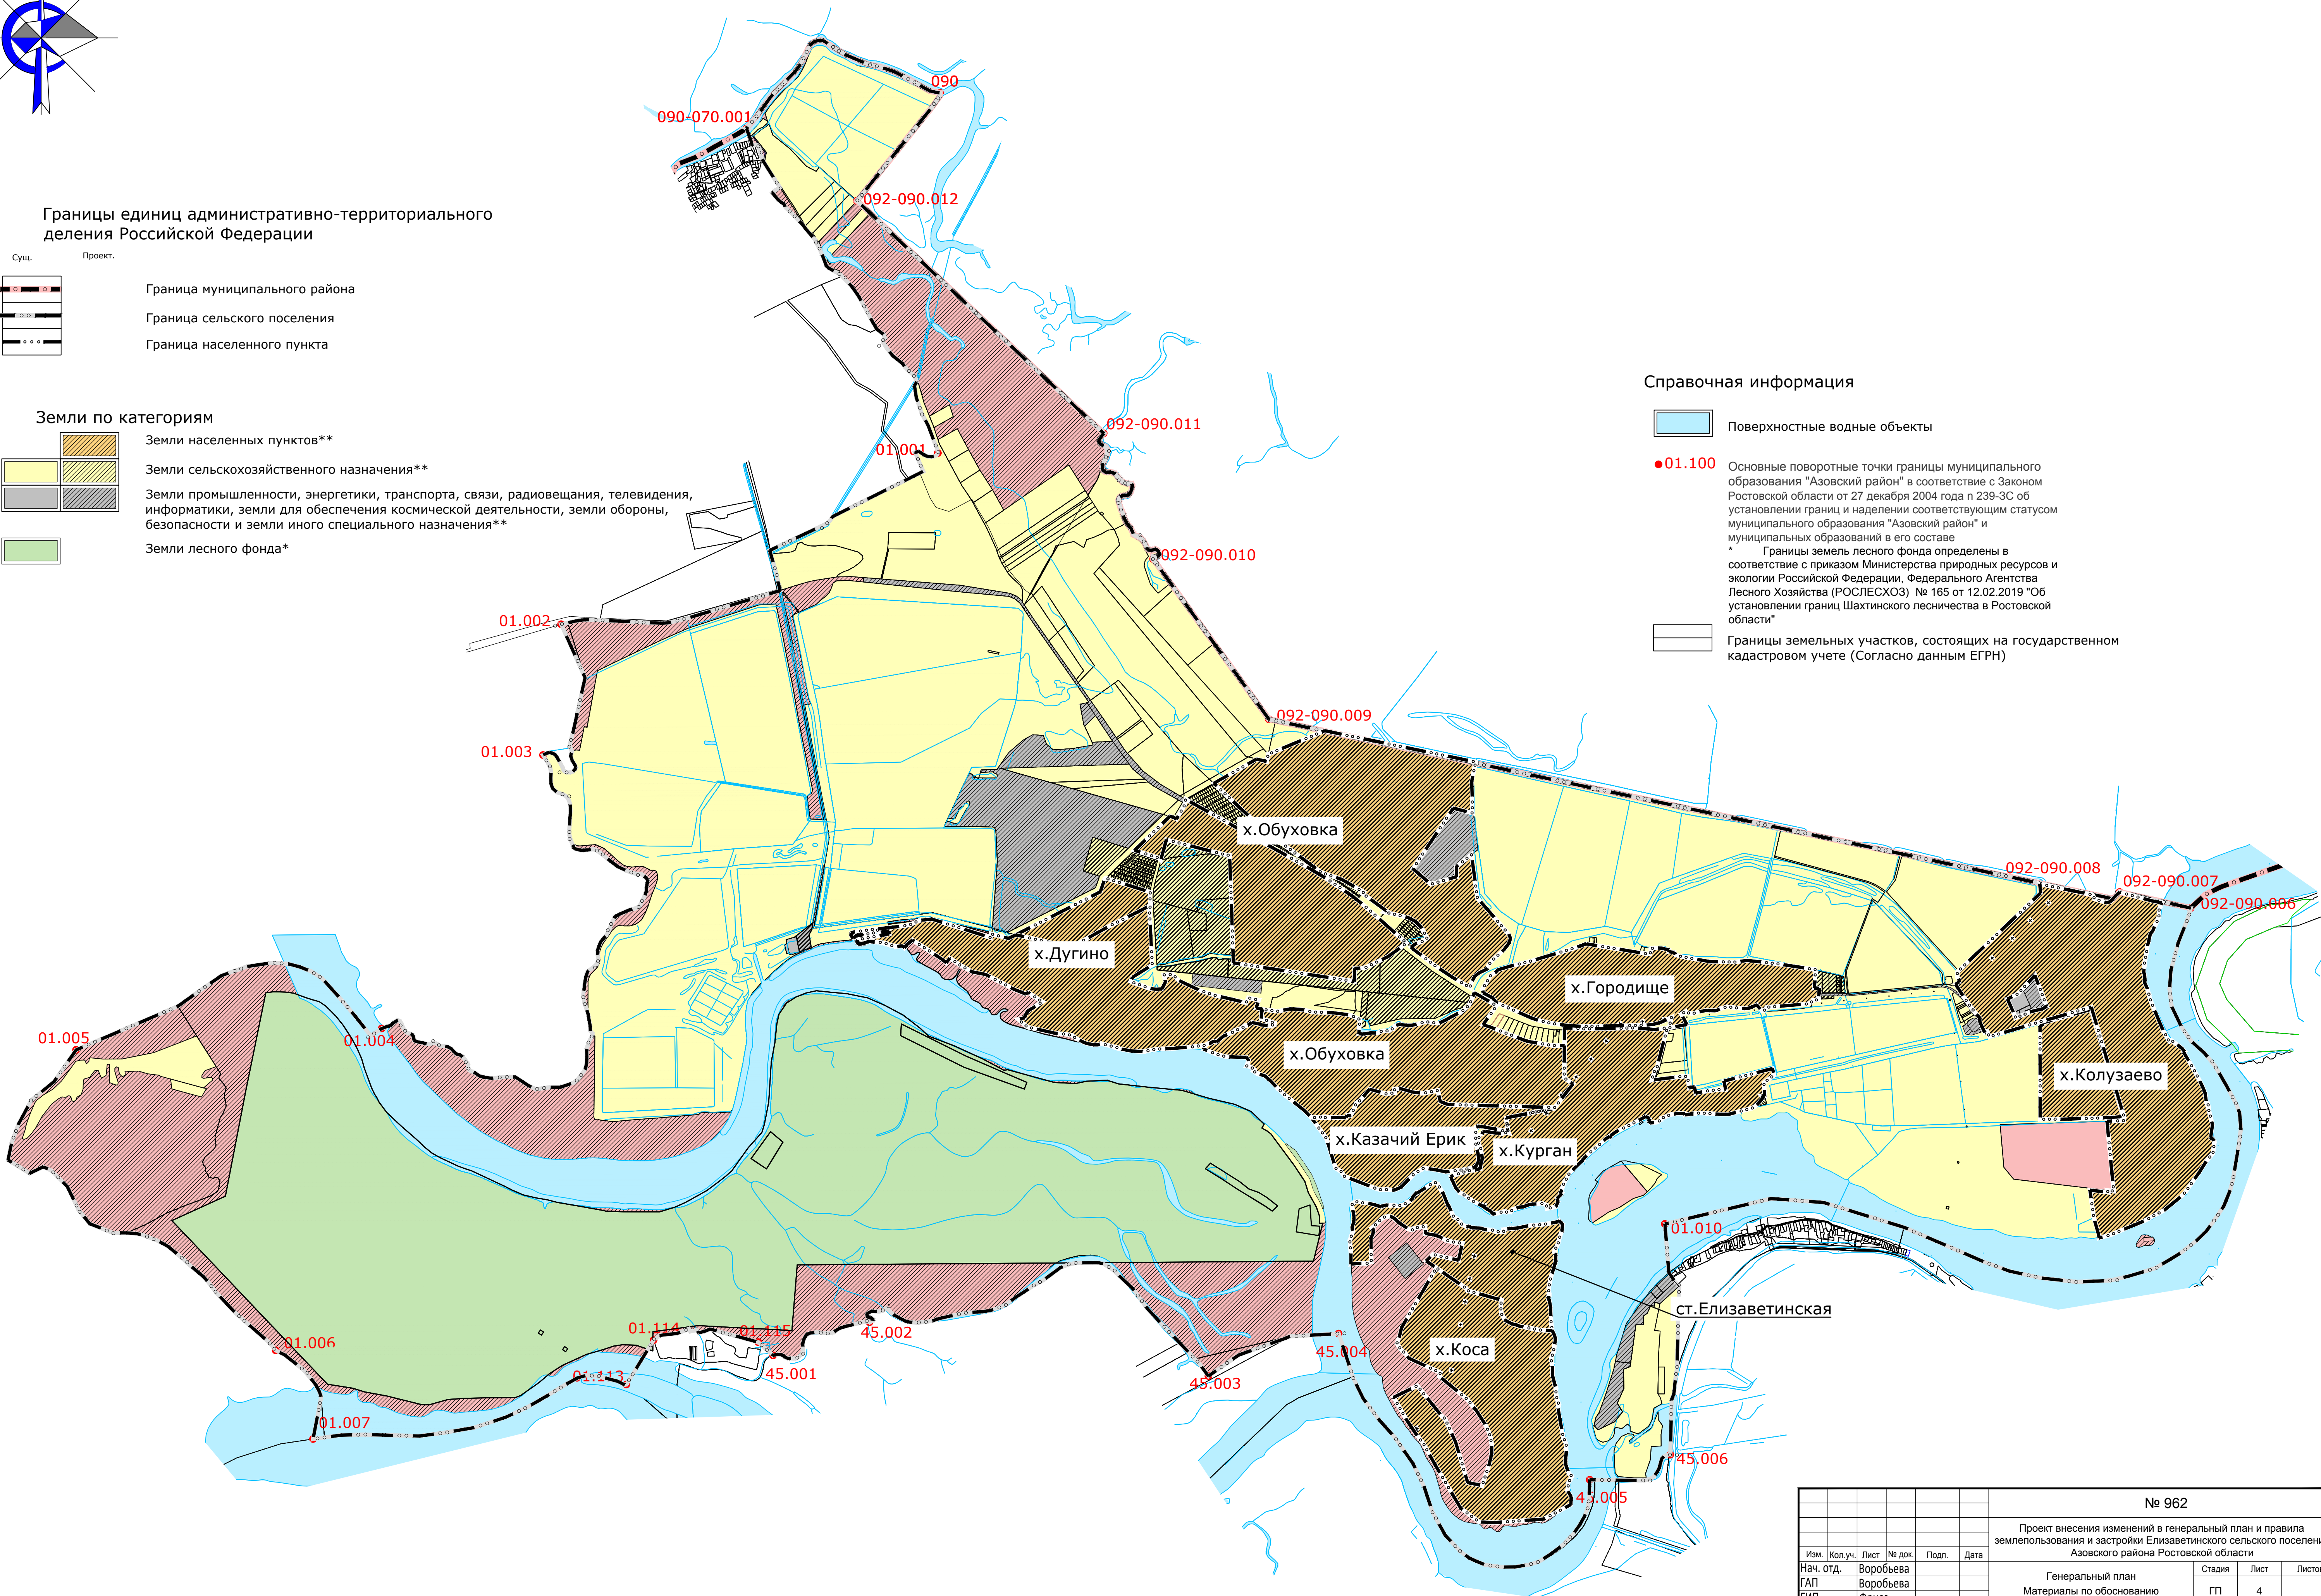 Границы единиц административно-территориального
деления Российской Федерации
Сущ.
Проект.
Граница муниципального района
Граница сельского поселения
Граница населенного пункта
Земли по категориям
Земли населенных пунктов**
Земли сельскохозяйственного назначения**
Земли промышленности, энергетики, транспорта, связи, радиовещания, телевидения,
информатики, земли для обеспечения космической деятельности, земли обороны,
безопасности и земли иного специального назначения**
Земли лесного фонда*
Справочная информация
Поверхностные водные объекты
01.100
Основные поворотные точки границы муниципального
образования "Азовский район" в соответствие с Законом
Ростовской области от 27 декабря 2004 года n 239-ЗС об
установлении границ и наделении соответствующим статусом
муниципального образования "Азовский район" и
муниципальных образований в его составе
* Границы земель лесного фонда определены в
соответствие с приказом Министерства природных ресурсов и
экологии Российской Федерации, Федерального Агентства
Лесного Хозяйства (РОСЛЕСХОЗ) № 165 от 12.02.2019 "Об
установлении границ Шахтинского лесничества в Ростовской
области"
Границы земельных участков, состоящих на государственном
кадастровом учете (Согласно данным ЕГРН)
090
090-070.001
092-090.012
092-090.011
01.001
092-090.010
01.002
092-090.009
01.003
х.Обуховка
092-090.008
092-090.007
092-090.006
х.Дугино
х.Городище
01.005
01.004
х.Обуховка
х.Колузаево
х.Казачий Ерик
х.Курган
01.010
ст.Елизаветинская
01.114
01.115
45.002
01.006
45.004
х.Коса
01.113
45.001
45.003
01.007
45.006
45.005
№ 962
Проект внесения изменений в генеральный план и правила
землепользования и застройки Елизаветинского сельского поселени
Азовского района Ростовской области
Изм. Кол.уч. Лист № док. Подп. Дата
Нач. отд. Воробьева
ГАП Воробьева
Генеральный план
Материалы по обоснованию
Стадия Лист Листо
ГП 4